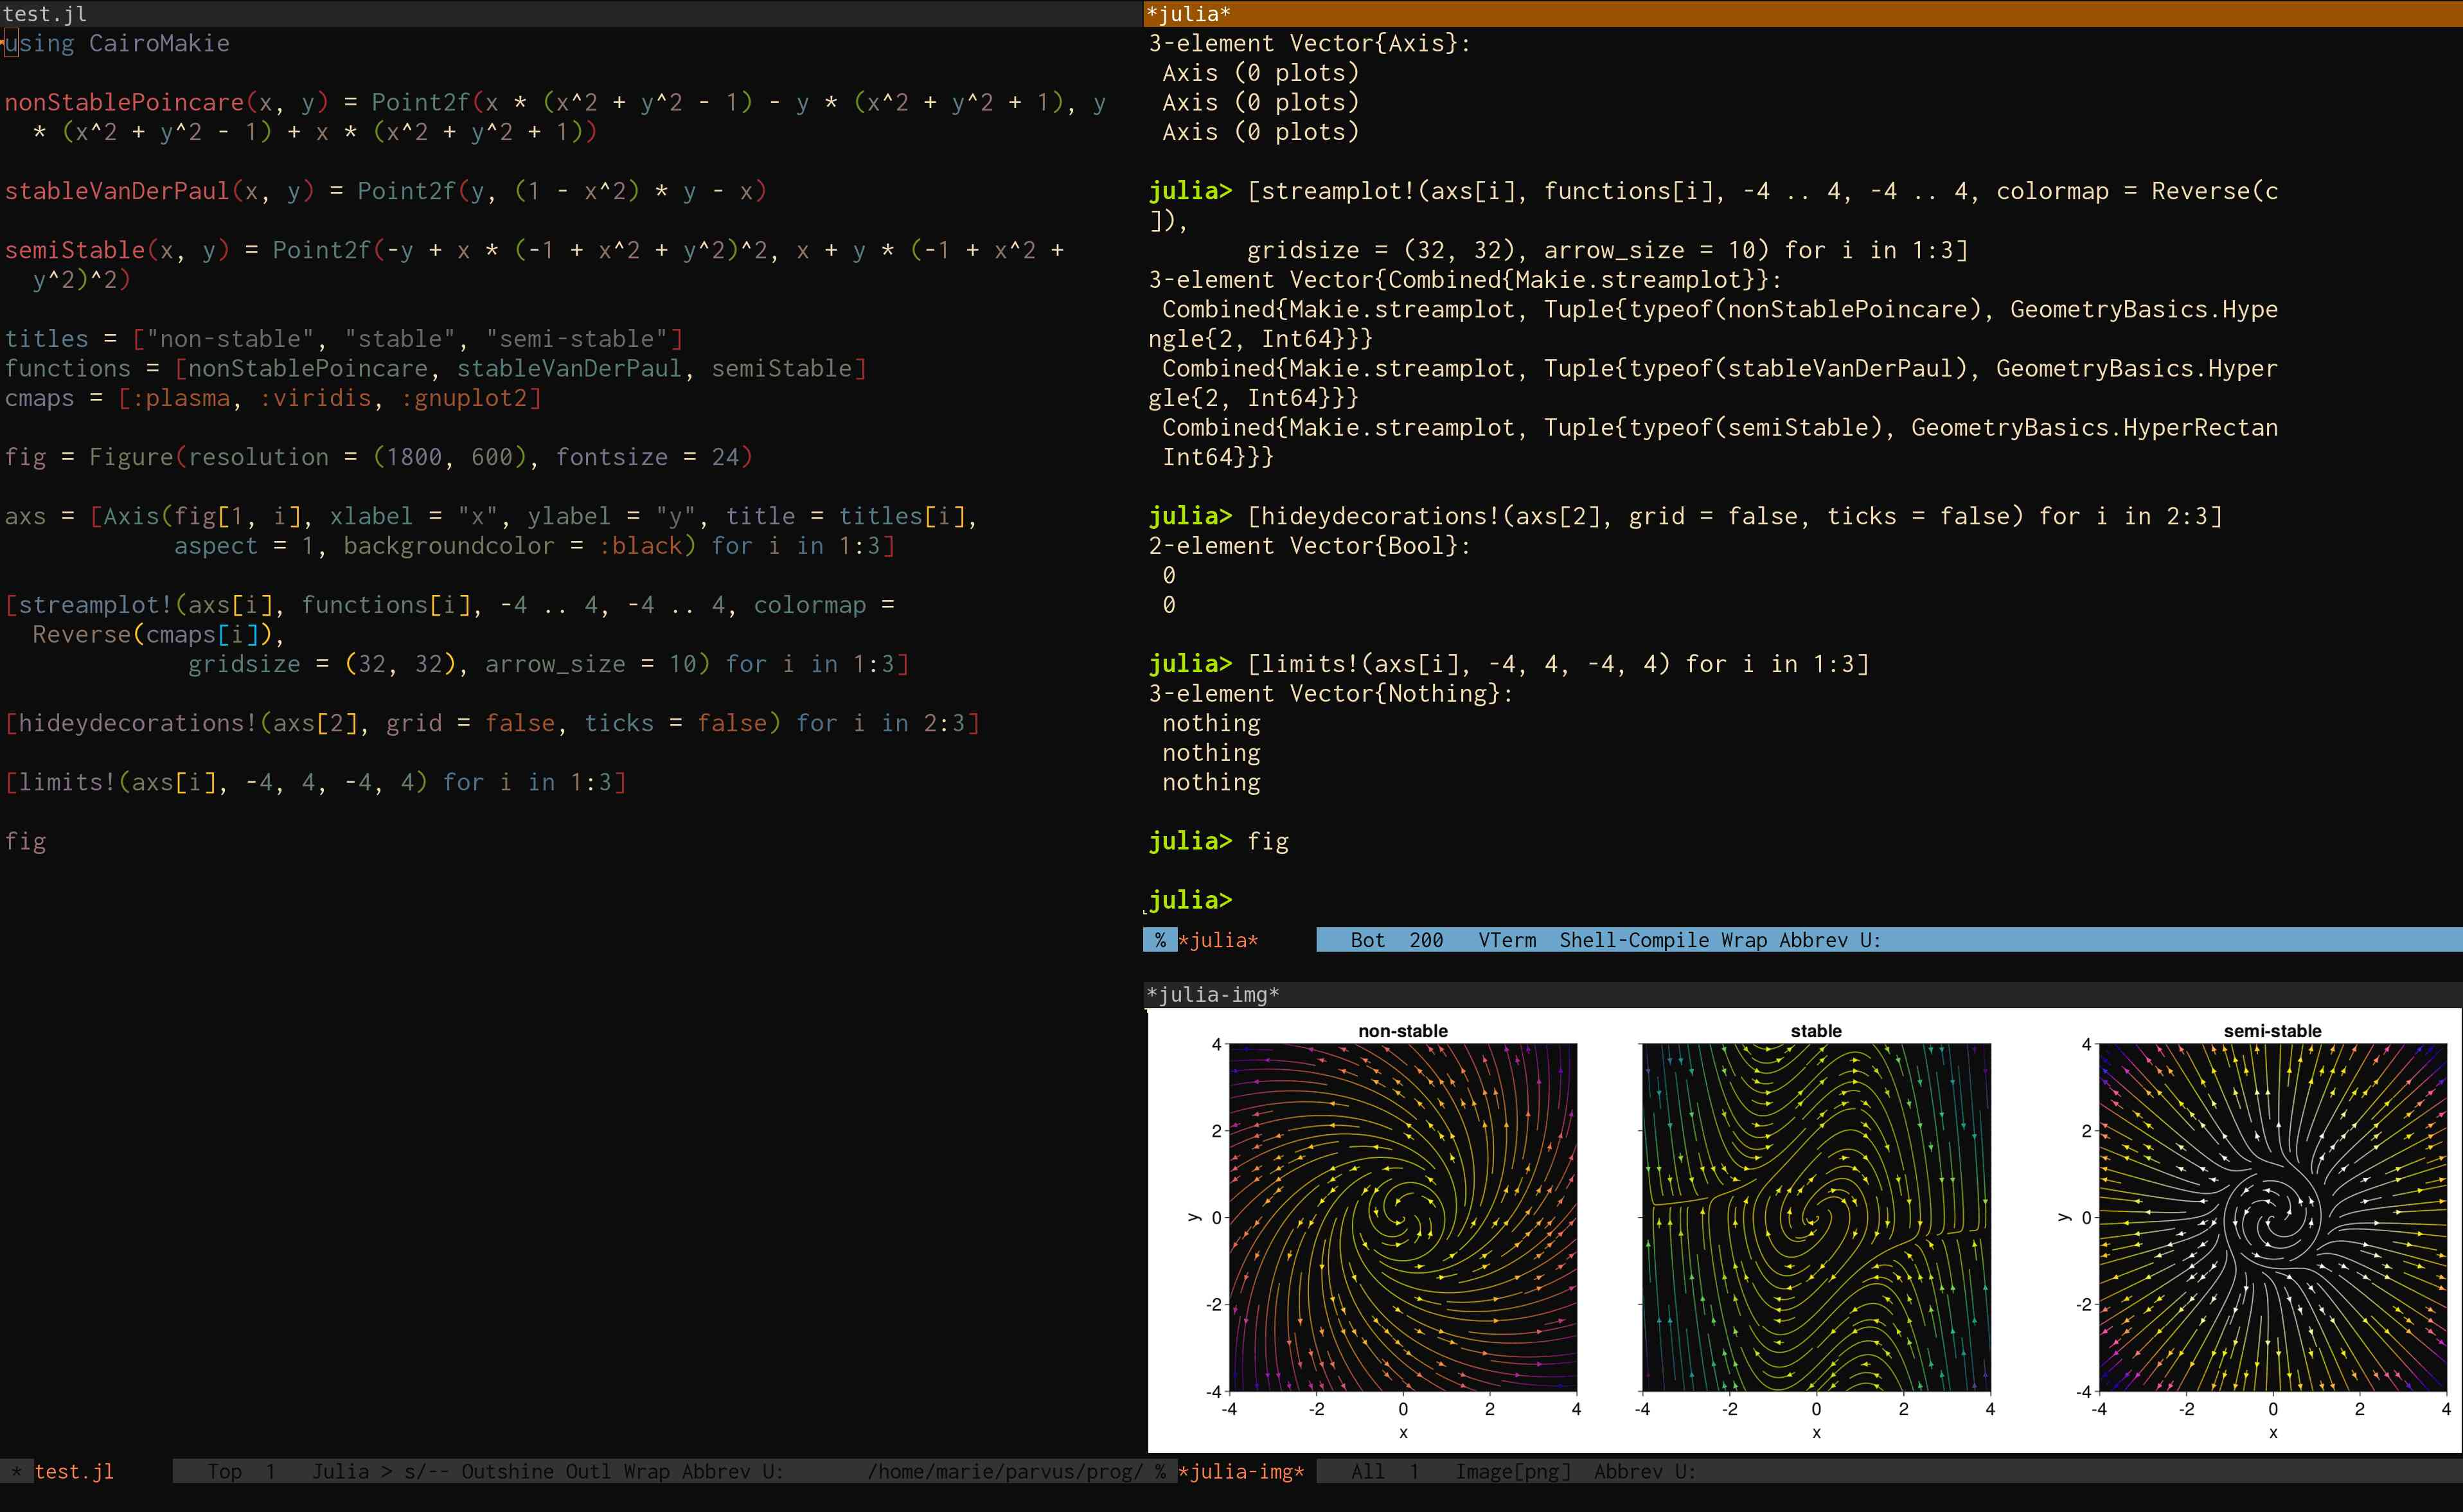 test.jl
using CairoMakie
nonStablePoincare(x, y) = Point2f(x * (x^2 + y^2 - 1) - y * (x^2 + y^2 + 1), y
* (x^2 + y^2 - 1) + x * (x^2 + y^2 + 1))
stableVanDerPaul(x, y) = Point2f(y, (1 - x^2) * y - x)
semiStable(x, y) = Point2f(-y + x * (-1 + x^2 + y^2)^2, x + y * (-1 + x^2 +
y^2)^2)
titles = ["non-stable", "stable", "semi-stable"]
functions = [nonStablePoincare, stableVanDerPaul, semiStable]
cmaps = [:plasma, :viridis, :gnuplot2]
fig = Figure(resolution = (1800, 600), fontsize = 24)
axs = [Axis(fig[1, i], xlabel = "x", ylabel = "y", title = titles[i],
aspect = 1, backgroundcolor = :black) for i in 1:3]
[streamplot!(axs[i], functions[i], -4 .. 4, -4 .. 4, colormap =
Reverse(cmaps[i]),
gridsize = (32, 32), arrow_size = 10) for i in 1:3]
[hideydecorations!(axs[2], grid = false, ticks = false) for i in 2:3]
[limits!(axs[i], -4, 4, -4, 4) for i in 1:3]
fig
* test.jl Top 1 Julia > s/-- Outshine Outl Wrap Abbrev U: /home/marie/parvus/prog/
*julia*
3-element Vector{Axis}:
Axis (0 plots)
Axis (0 plots)
Axis (0 plots)
julia> [streamplot!(axs[i], functions[i], -4 .. 4, -4 .. 4, colormap = Reverse(c
]),
gridsize = (32, 32), arrow_size = 10) for i in 1:3]
3-element Vector{Combined{Makie.streamplot}}:
Combined{Makie.streamplot, Tuple{typeof(nonStablePoincare), GeometryBasics.Hype
ngle{2, Int64}}}
Combined{Makie.streamplot, Tuple{typeof(stableVanDerPaul), GeometryBasics.Hyper
gle{2, Int64}}}
Combined{Makie.streamplot, Tuple{typeof(semiStable), GeometryBasics.HyperRectan
Int64}}}
julia> [hideydecorations!(axs[2], grid = false, ticks = false) for i in 2:3]
2-element Vector{Bool}:
0
0
julia> [limits!(axs[i], -4, 4, -4, 4) for i in 1:3]
3-element Vector{Nothing}:
nothing
nothing
nothing
julia> fig
julia>
% *julia* Bot 200 VTerm Shell-Compile Wrap Abbrev U:
*julia-img*
non-stable
4
2
0
-2
-4
y
-4 -2 0 2 4
x
stable
-4 -2 0 2 4
x
semi-stable
4
2
0
-2
-4
y
-4 -2 0 2 4
x
% *julia-img* All 1 Image[png] Abbrev U: